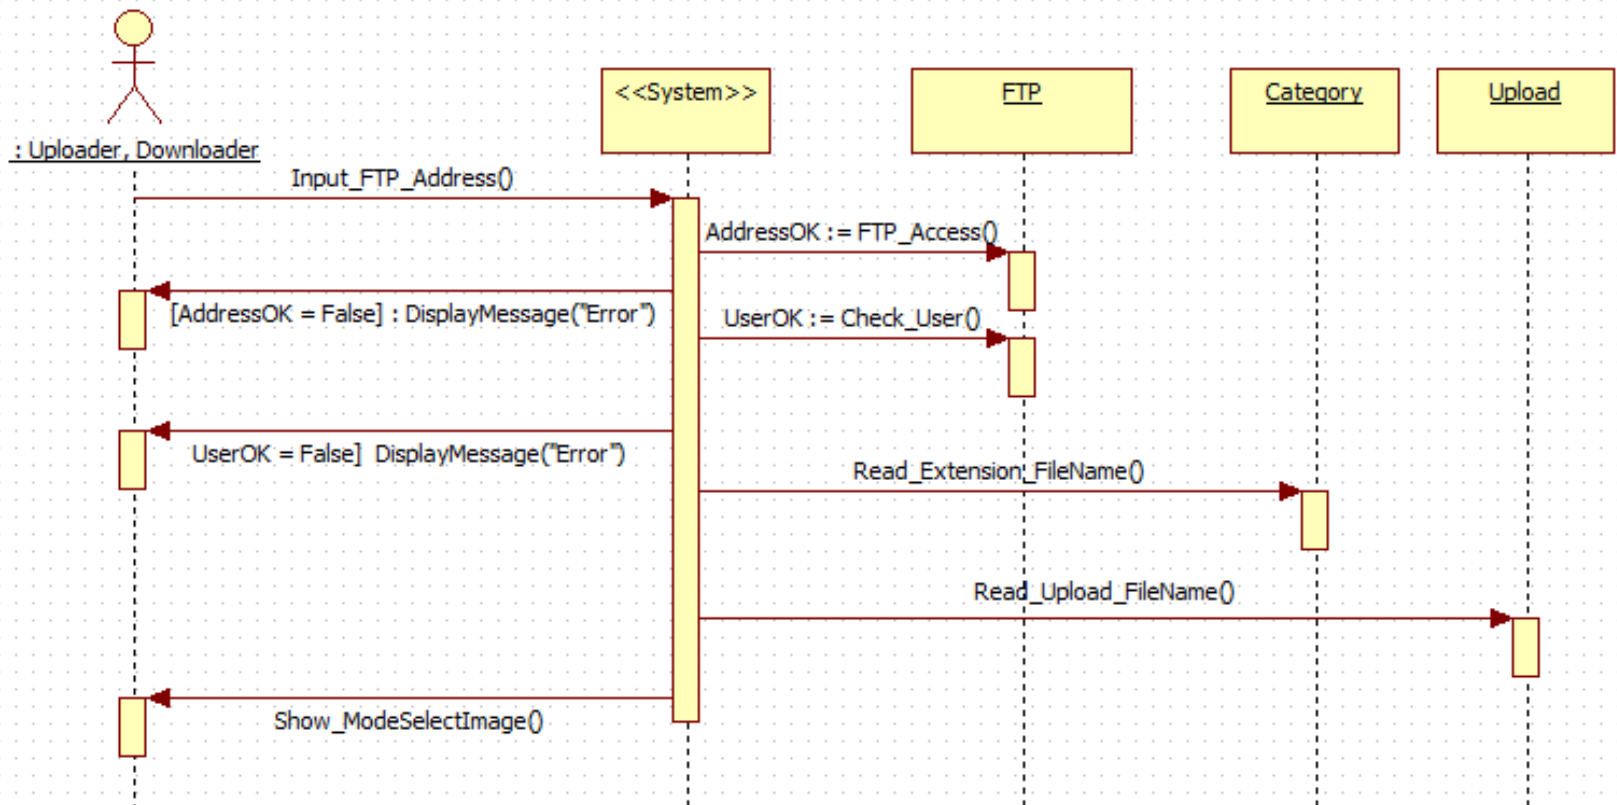 <<System>>
FTP
Category
Upload
: Uploader, Downloader
Input_FTP_Address()
AddressOK := FTP_Access()
[AddressOK = False] : DisplayMessage("Error")
UserOK := Check_User()
UserOK = False]  DisplayMessage("Error")
Read_Extension_FileName()
Read_Upload_FileName()
Show_ModeSelectImage()